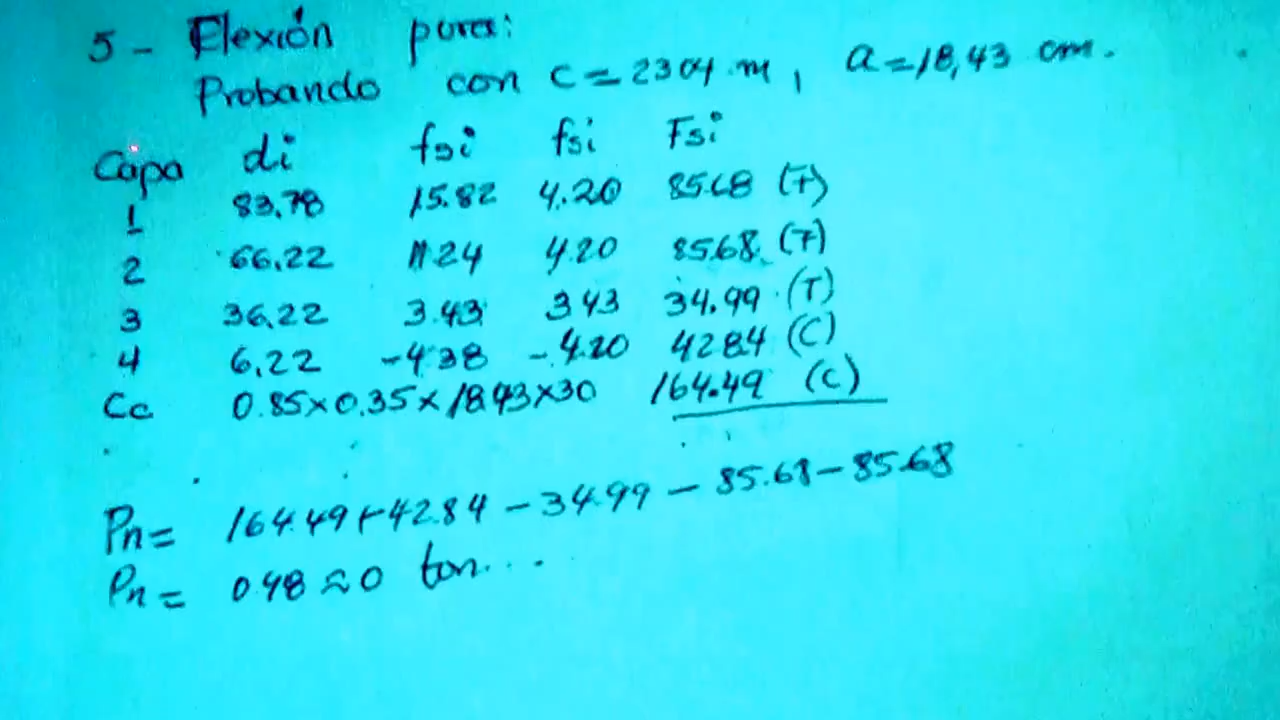 5 - Flexión pura:
Probando con c = 2304 m, a = 18,43 cm.
Capa di fsi fsi Fsi
1 83,78 15.82 4.20 85.68 (T)
2 66,22 11.24 4.20 85.68 (T)
3 36,22 3.43 3.43 34.99 (T)
4 6,22 -4.38 -4.20 42.84 (C)
Cc 0.85 x 0.35 x 18.43 x 30 164.49 (C)
Pn = 164.49 + 42.84 - 34.99 - 85.68 - 85.68
Pn = 0.98 ≈ 0 ton...